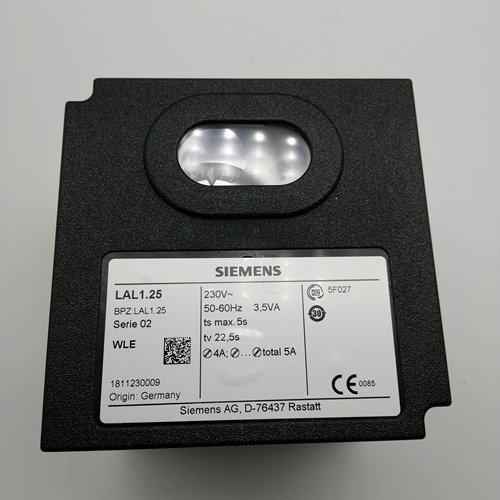 SIEMENS
LAL1.25
BPZ:LAL1.25
Serie 02
WLE
1811230009
Origin: Germany
230V~
50-60Hz 3,5VA
ts max. 5s
tv 22,5s
⊘4A; ⊘...⊘total 5A
5F027
30
CE 0085
Siemens AG, D-76437 Rastatt